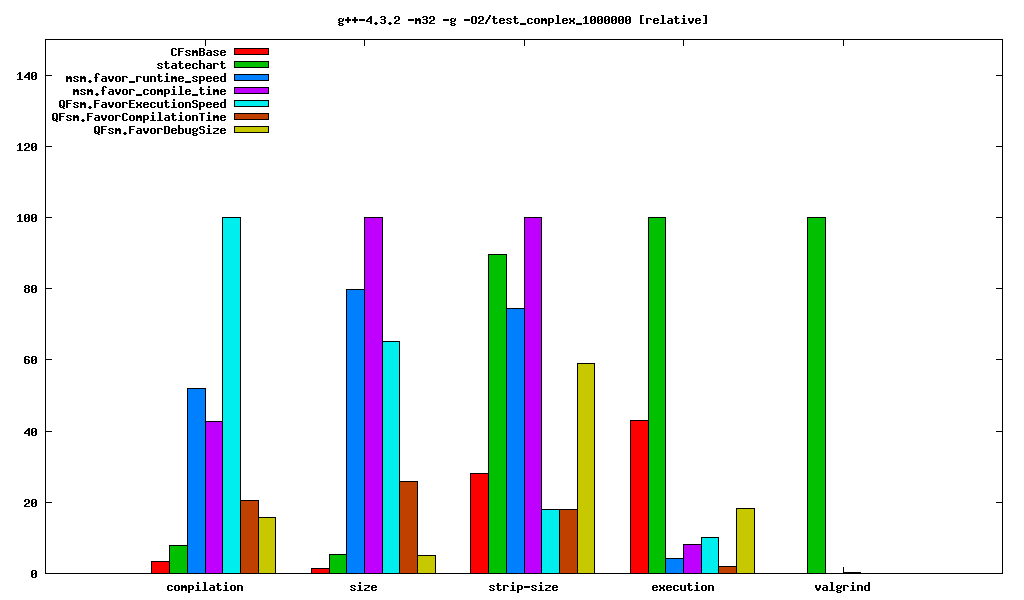 g++-4.3.2 -m32 -g -O2/test_complex_1000000 [relative]
CFsmBase
statechart
msm.favor_runtime_speed
msm.favor_compile_time
QFsm.FavorExecutionSpeed
QFsm.FavorCompilationTime
QFsm.FavorDebugSize
140
120
100
80
60
40
20
0
compilation size strip-size execution valgrind